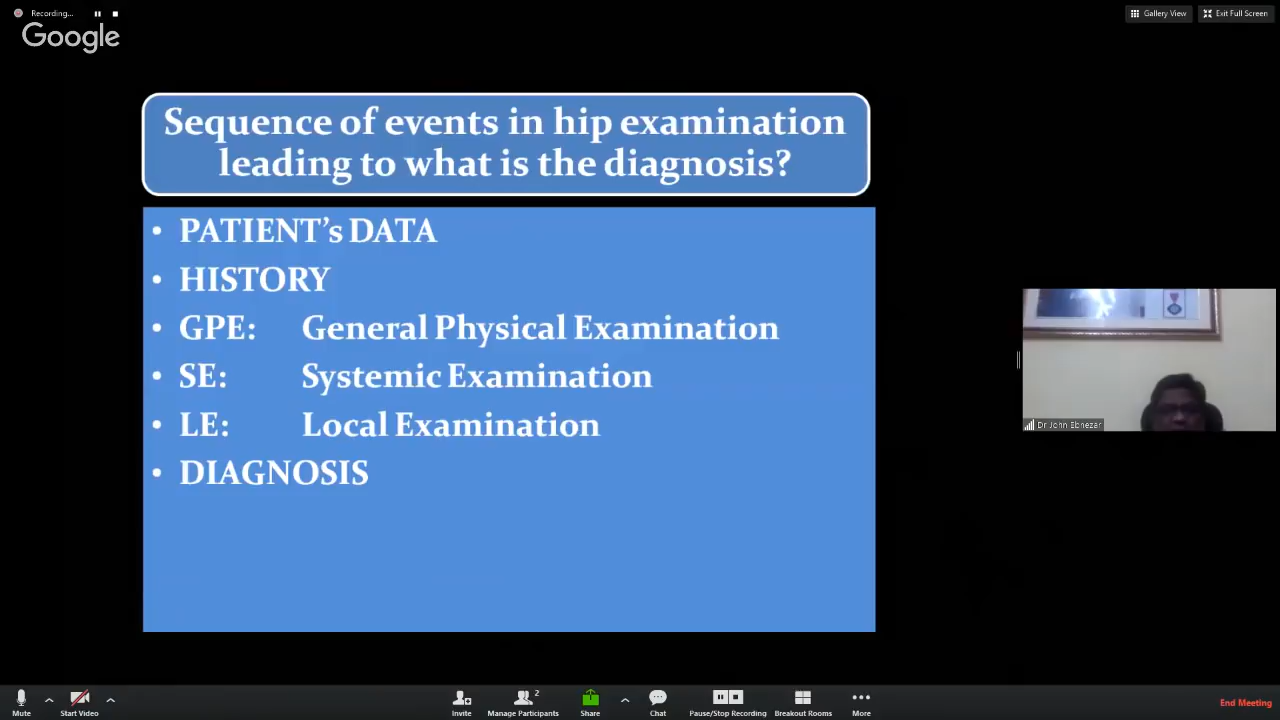 Recording...
Gallery View
Exit Full Screen
Google
Sequence of events in hip examination
leading to what is the diagnosis?
• PATIENT's DATA
• HISTORY
• GPE: General Physical Examination
• SE: Systemic Examination
• LE: Local Examination
• DIAGNOSIS
Dr John Ebnezar
2
Mute
Start Video
Invite
Manage Participants
Share
Chat
Pause/Stop Recording
Breakout Rooms
More
End Meeting